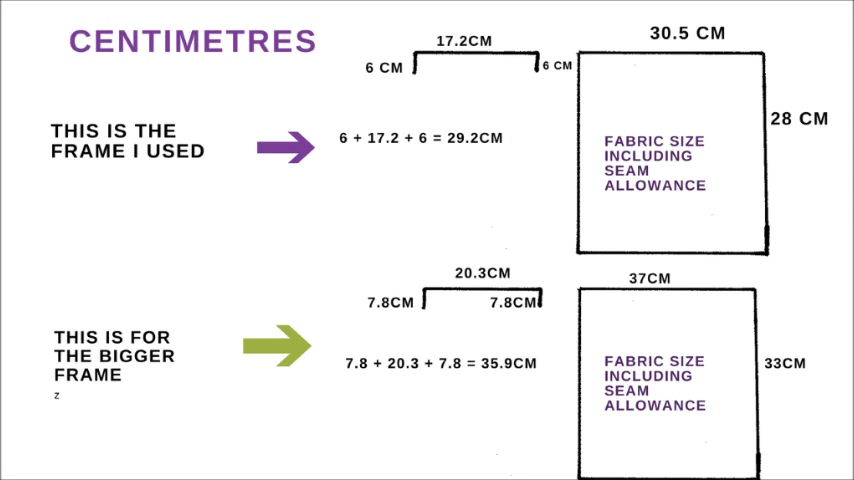 CENTIMETRES
17.2CM
30.5 CM
6 CM
6 CM
28 CM
THIS IS THE
FRAME I USED
6 + 17.2 + 6 = 29.2CM
FABRIC SIZE
INCLUDING
SEAM
ALLOWANCE
20.3CM
37CM
7.8CM
7.8CM
THIS IS FOR
THE BIGGER
FRAME
z
7.8 + 20.3 + 7.8 = 35.9CM
FABRIC SIZE
INCLUDING
SEAM
ALLOWANCE
33CM